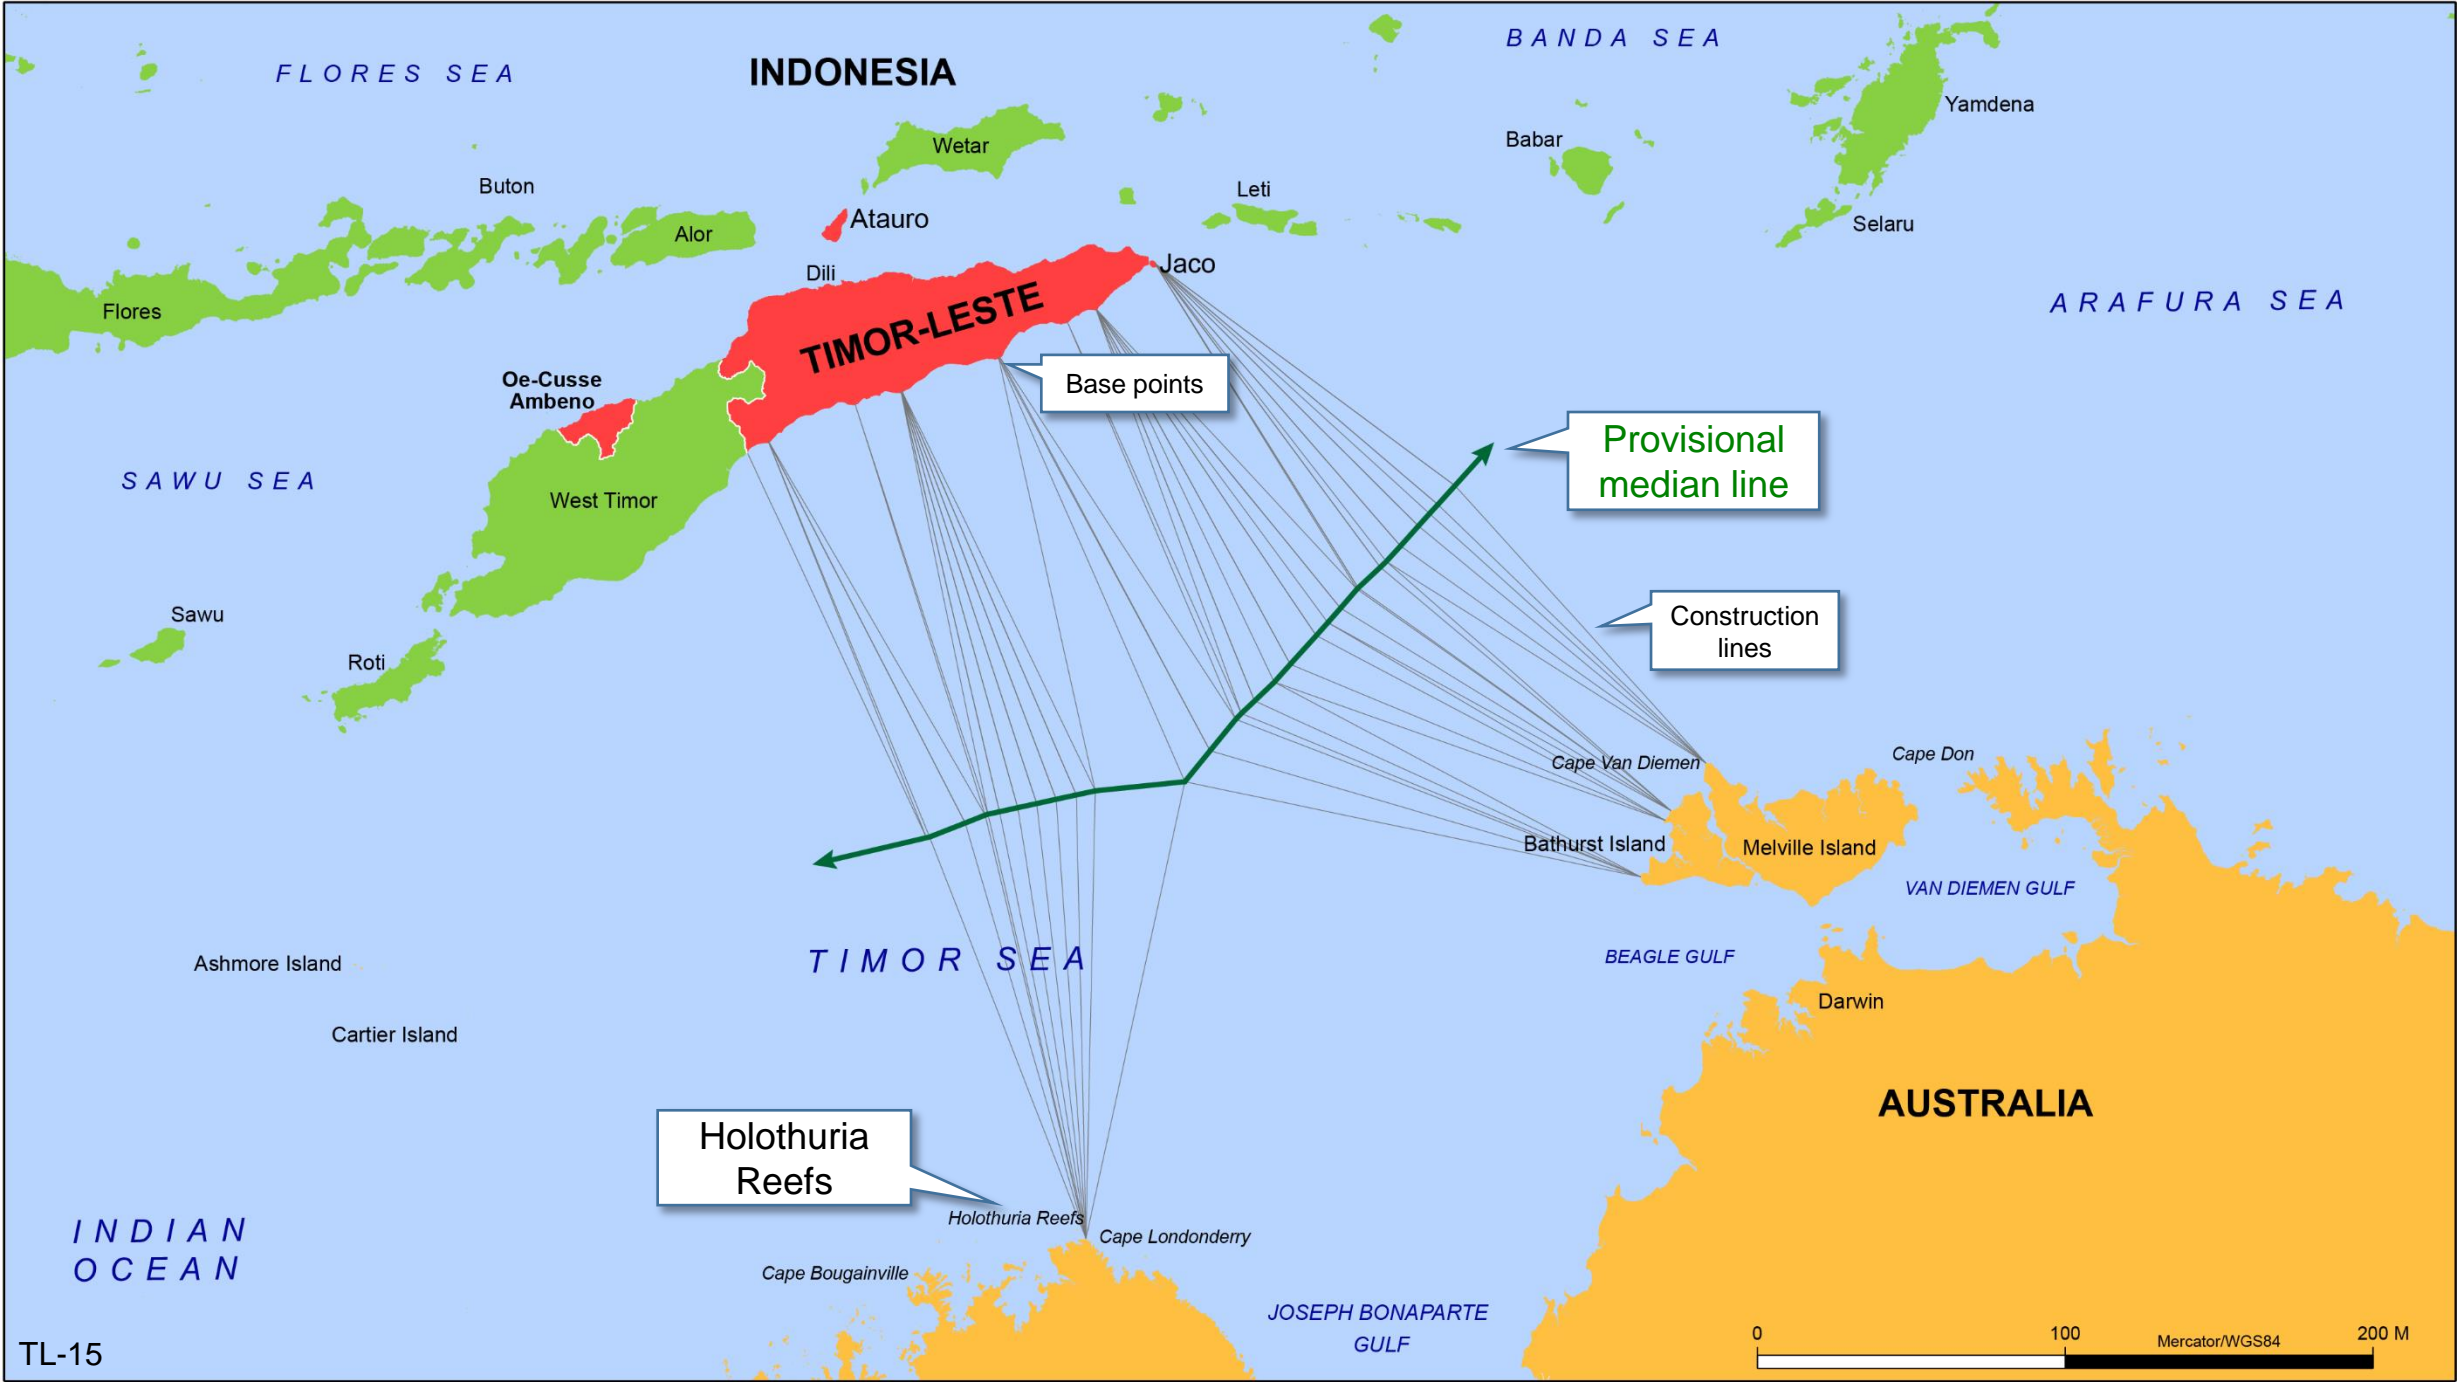 BANDA SEA
FLORES SEA
INDONESIA
Yamdena
Babar
Wetar
Buton
Leti
Atauro
Selaru
Alor
Jaco
Dili
ARAFURA SEA
Flores
TIMOR-LESTE
Oe-Cusse
Ambeno
Base points
Provisional
median line
SAWU SEA
West Timor
Construction
lines
Sawu
Roti
Cape Van Diemen
Cape Don
Bathurst Island
Melville Island
VAN DIEMEN GULF
TIMOR SEA
BEAGLE GULF
Ashmore Island
Darwin
Cartier Island
AUSTRALIA
Holothuria
Reefs
Holothuria Reefs
Cape Londonderry
INDIAN
OCEAN
Cape Bougainville
JOSEPH BONAPARTE
GULF
0 100 200 M
Mercator/WGS84
TL-15